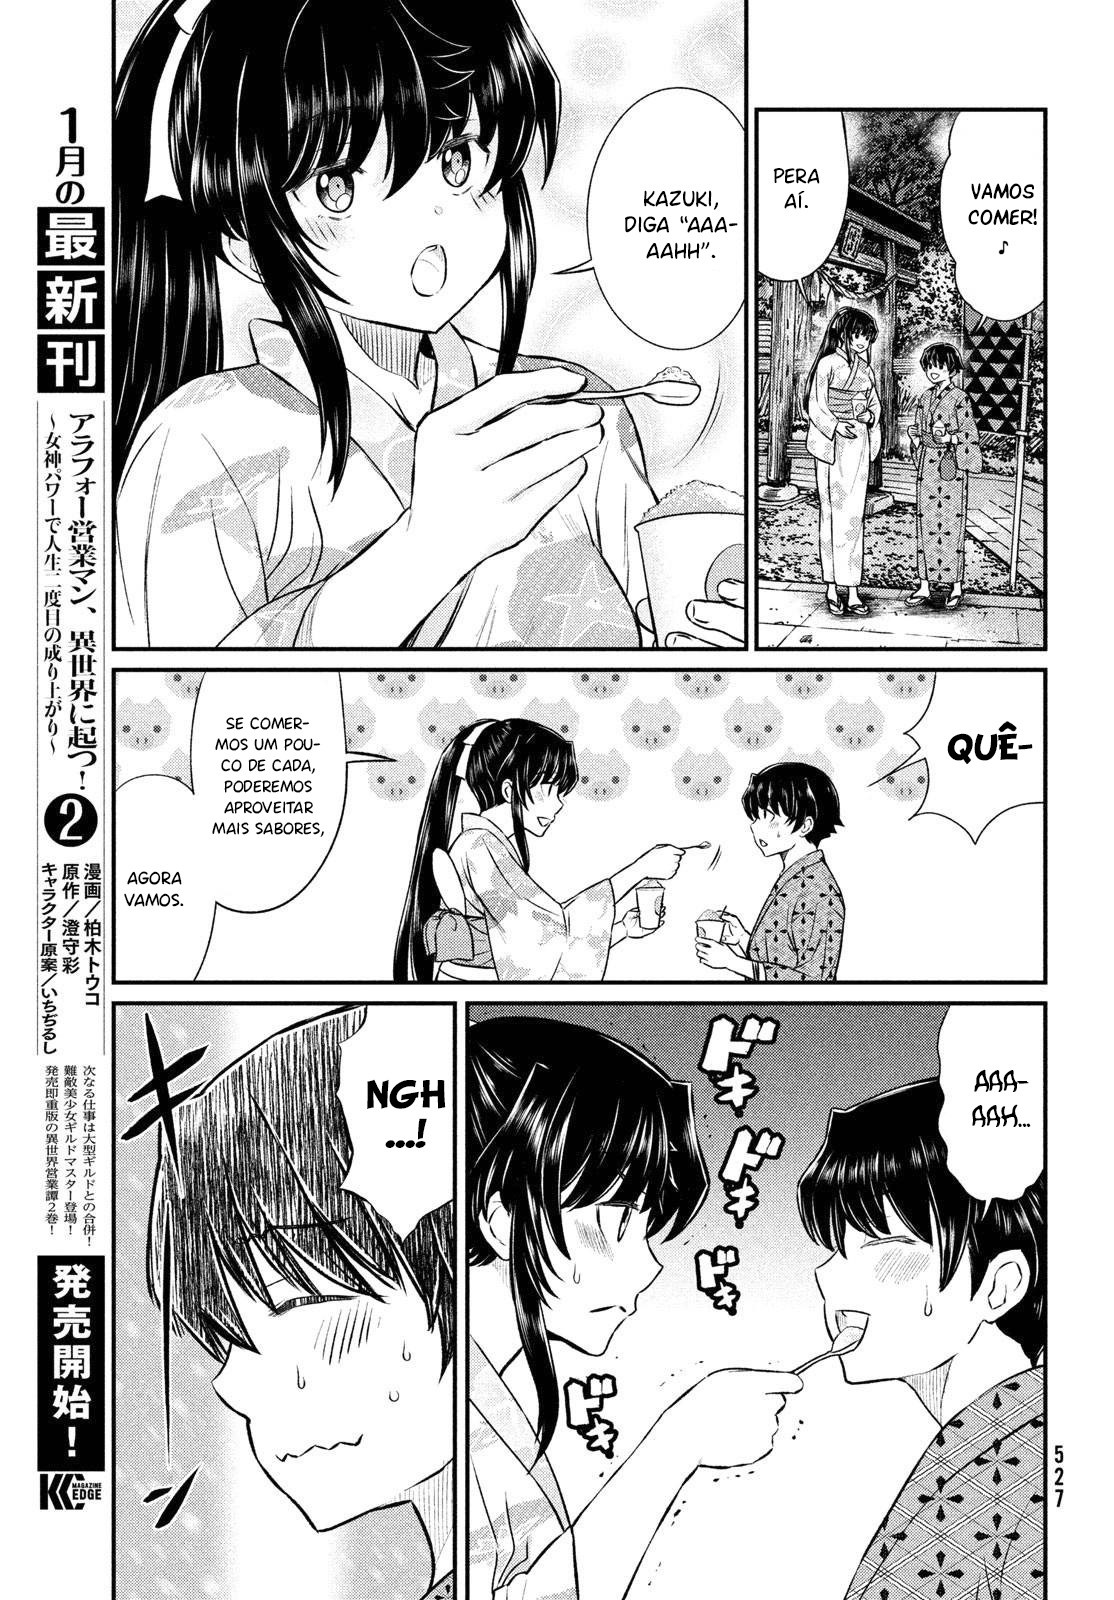 VAMOS
COMER!
♪
PERA
AÍ.
KAZUKI,
DIGA “AAA-
AAHH”.
QUÊ-
SE COMER-
MOS UM POU-
CO DE CADA,
PODEREMOS
APROVEITAR
MAIS SABORES,
AGORA
VAMOS.
AAA-
AAH...
ドキ
ドキ
ドキ
ドキ
NGH
...!
キーン
527
1月の最新刊
アラフォー営業マン、異世界に起つ!
~女神パワーで人生二度目の成り上がり~
2
漫画/柏木トウコ
原作/澄守彩
キャラクター原案/いちぢるし
次なる仕事は大型ギルドとの合併!
難敵美少女ギルドマスター登場!
発売即重版の異世界営業譚2巻!
発売開始!
KC MAGAZINE
EDGE